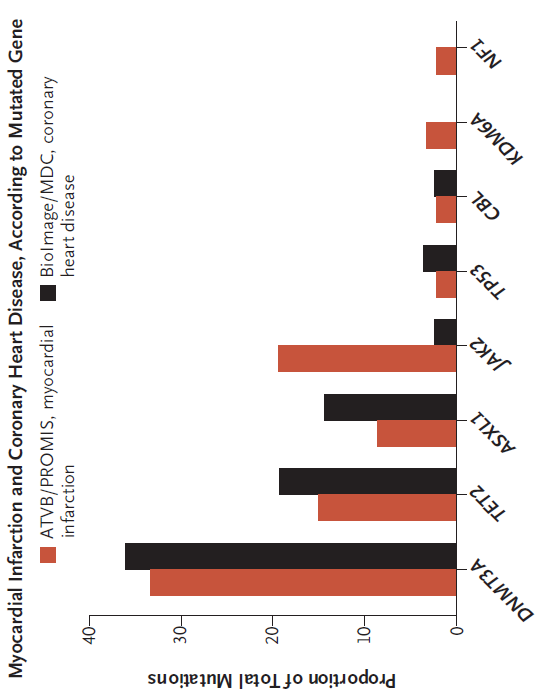 Myocardial Infarction and Coronary Heart Disease, According to Mutated Gene
ATVB/PROMIS, myocardial
infarction
BioImage/MDC, coronary
heart disease
Proportion of Total Mutations
40
30
20
10
0
DNMT3A
TET2
ASXL1
JAK2
TP53
CBL
KDM6A
NF1